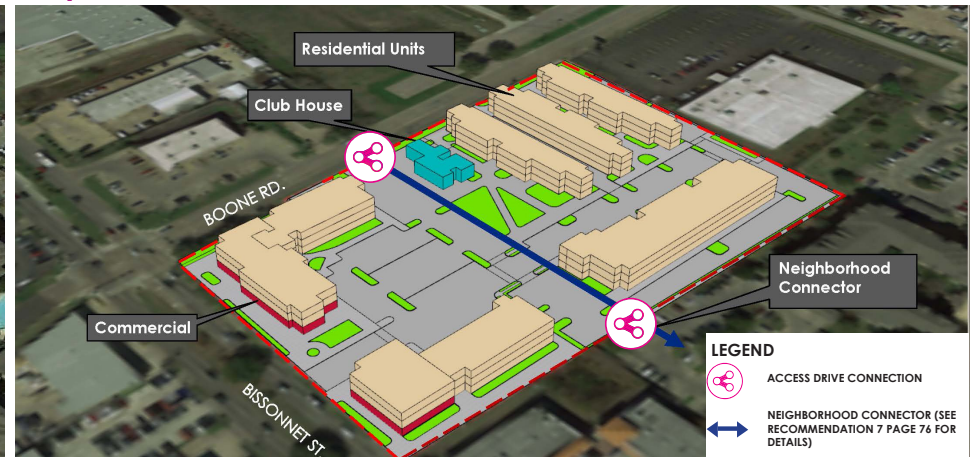 Residential Units
Club House
BOONE RD.
Commercial
Neighborhood
Connector
BISSONNET ST
LEGEND
ACCESS DRIVE CONNECTION
NEIGHBORHOOD CONNECTOR (SEE
RECOMMENDATION 7 PAGE 76 FOR
DETAILS)